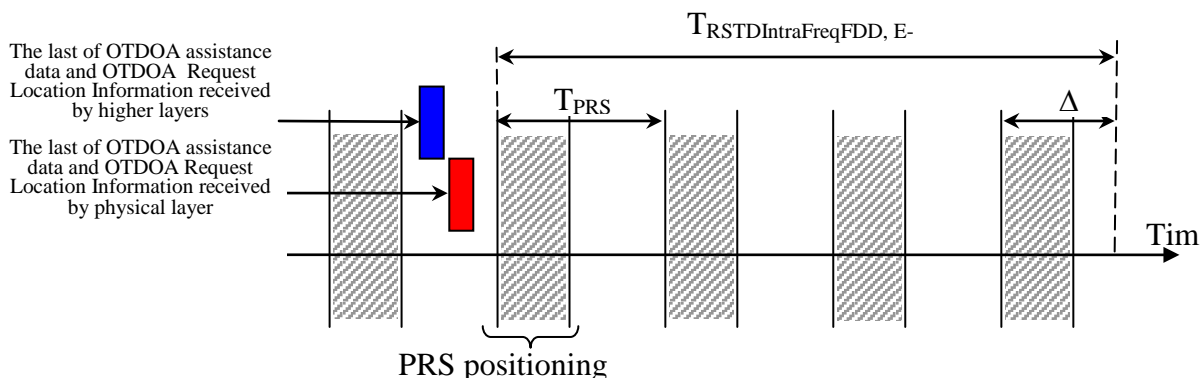 The last of OTDOA assistance
data and OTDOA Request
Location Information received
by higher layers
The last of OTDOA assistance
data and OTDOA Request
Location Information received
by physical layer
T_RSTDIntraFreqFDD, E-
T_PRS
Δ
Tim
PRS positioning